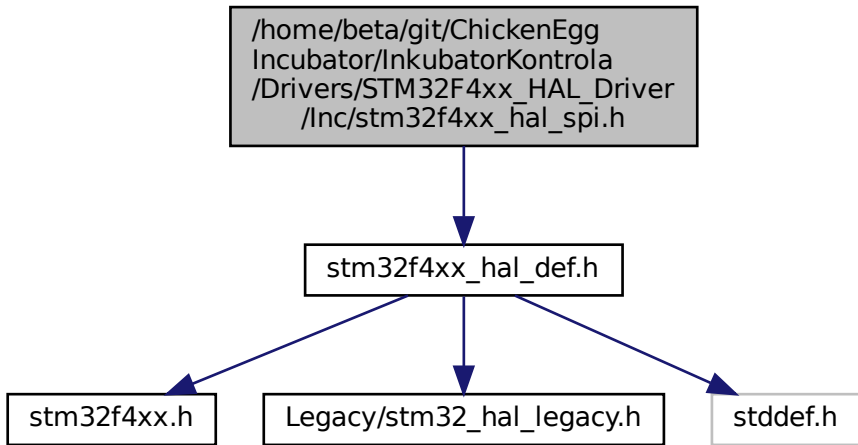 /home/beta/git/ChickenEgg
Incubator/InkubatorKontrola
/Drivers/STM32F4xx_HAL_Driver
/Inc/stm32f4xx_hal_spi.h
stm32f4xx_hal_def.h
stm32f4xx.h
Legacy/stm32_hal_legacy.h
stddef.h